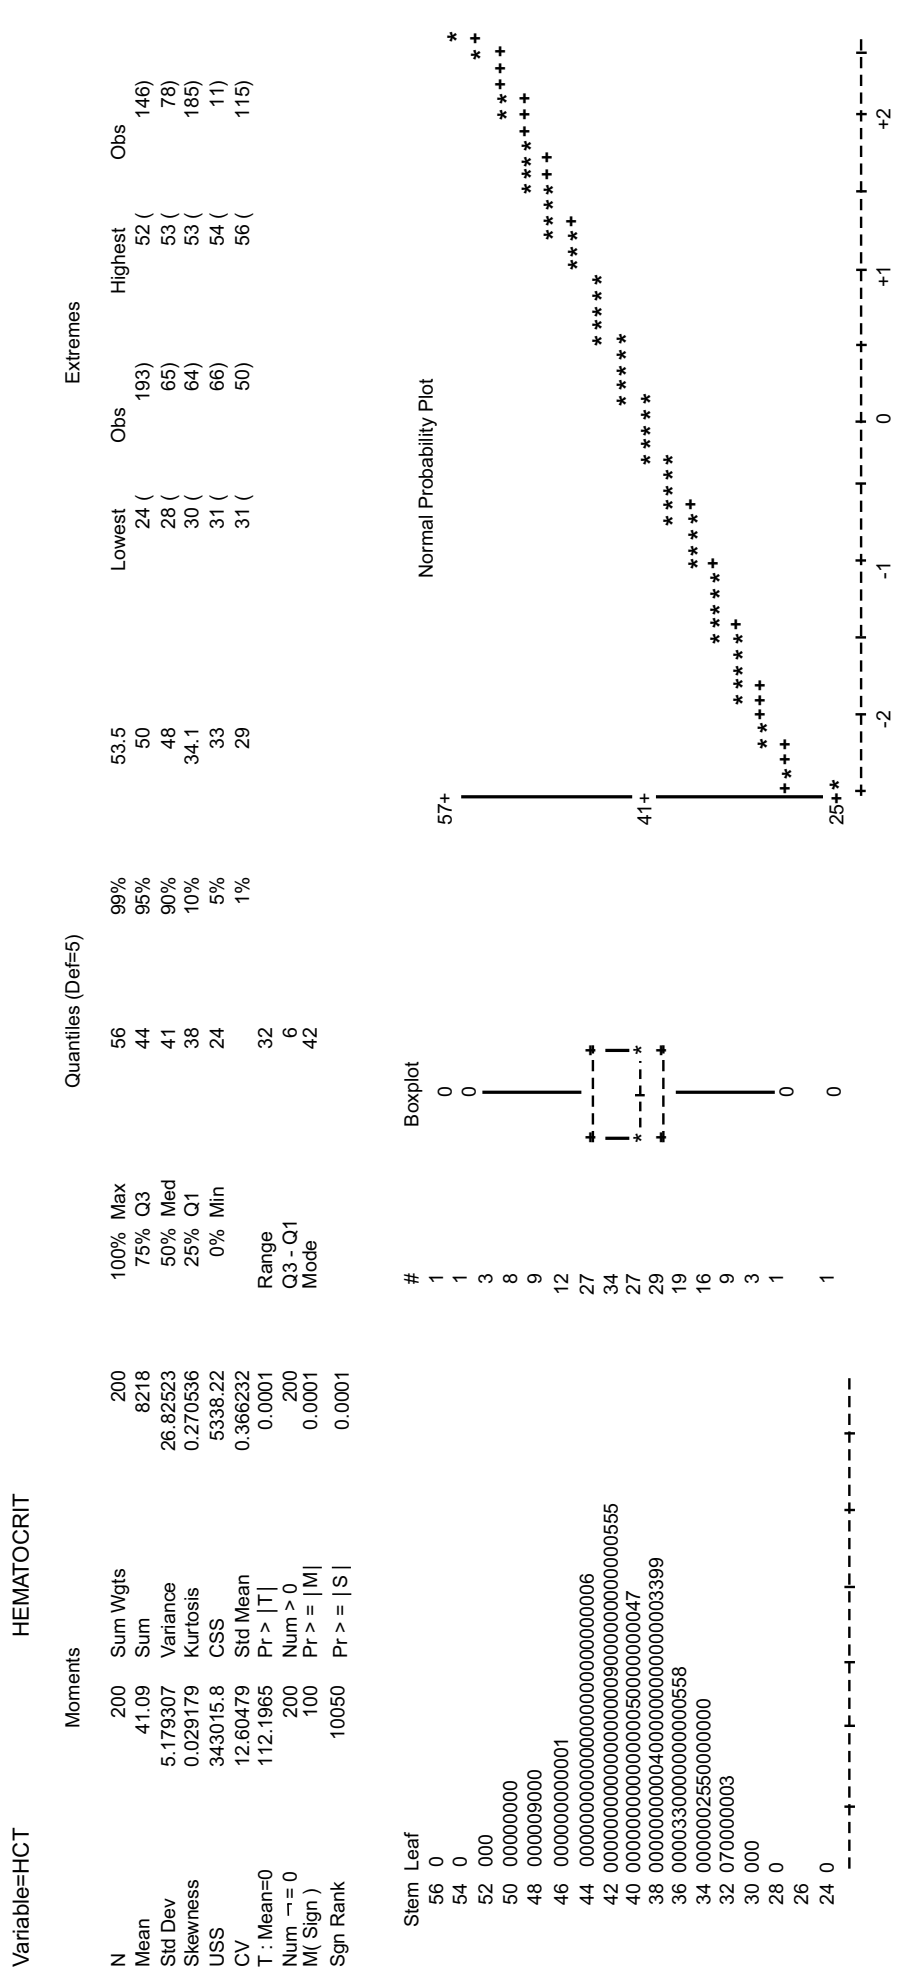 Variable=HCT HEMATOCRIT
Moments Quantiles (Def=5) Extremes
N 200 Sum Wgts 200 100% Max 56 99% 53.5 Lowest Obs Highest Obs
Mean 41.09 Sum 8218 75% Q3 44 95% 50 24 ( 193) 52 ( 146)
Std Dev 5.179307 Variance 26.82523 50% Med 41 90% 48 28 ( 65) 53 ( 78)
Skewness 0.029179 Kurtosis 0.270536 25% Q1 38 10% 34.1 30 ( 64) 53 ( 185)
USS 343015.8 CSS 5338.22 0% Min 24 5% 33 31 ( 66) 54 ( 11)
CV 12.60479 Std Mean 0.366232 1% 29 31 ( 50) 56 ( 115)
T : Mean=0 112.1965 Pr > |T| 0.0001 Range 32
Num ¬ = 0 200 Num > 0 200 Q3 - Q1 6
M( Sign ) 100 Pr > = |M| 0.0001 Mode 42
Sgn Rank 10050 Pr > = |S| 0.0001
Stem Leaf # Boxplot Normal Probability Plot
56 0 1 0 57+
54 0 1 0
52 000 3
50 00000000 8
48 000009000 9
46 000000000001 12
44 000000000000000000000000006 27
42 0000000000000000900000000000000555 34
40 000000000000000500000000047 27 41+
38 00000000000400000000000003399 29
36 0000330000000000558 19
34 0000002550000000 16
32 070000003 9
30 000 3
28 0 1 0
26
24 0 1 0 25+
-2 -1 0 +1 +2